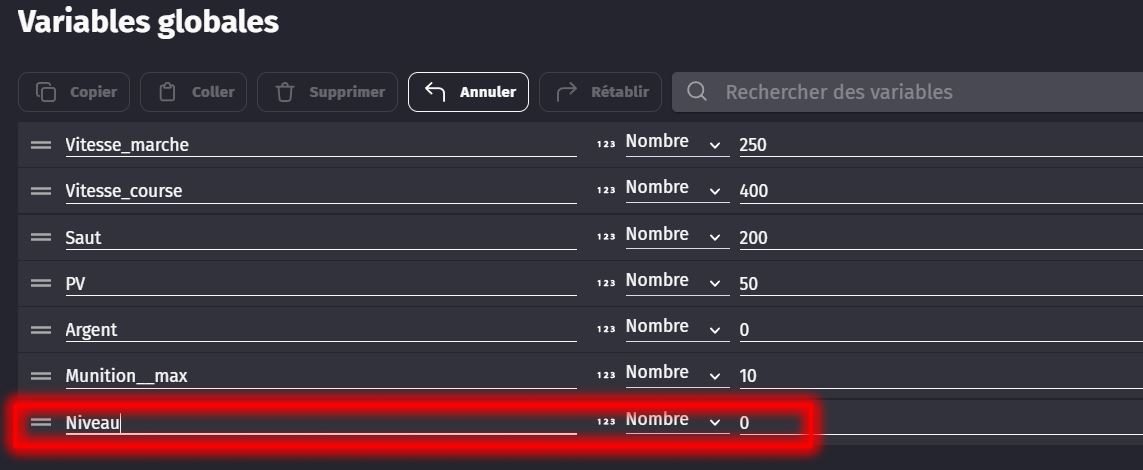 Variables globales
Copier Coller Supprimer Annuler Rétablir Rechercher des variables
Vitesse_marche 123 Nombre 250
Vitesse_course 123 Nombre 400
Saut 123 Nombre 200
PV 123 Nombre 50
Argent 123 Nombre 0
Munition__max 123 Nombre 10
Niveau 123 Nombre 0